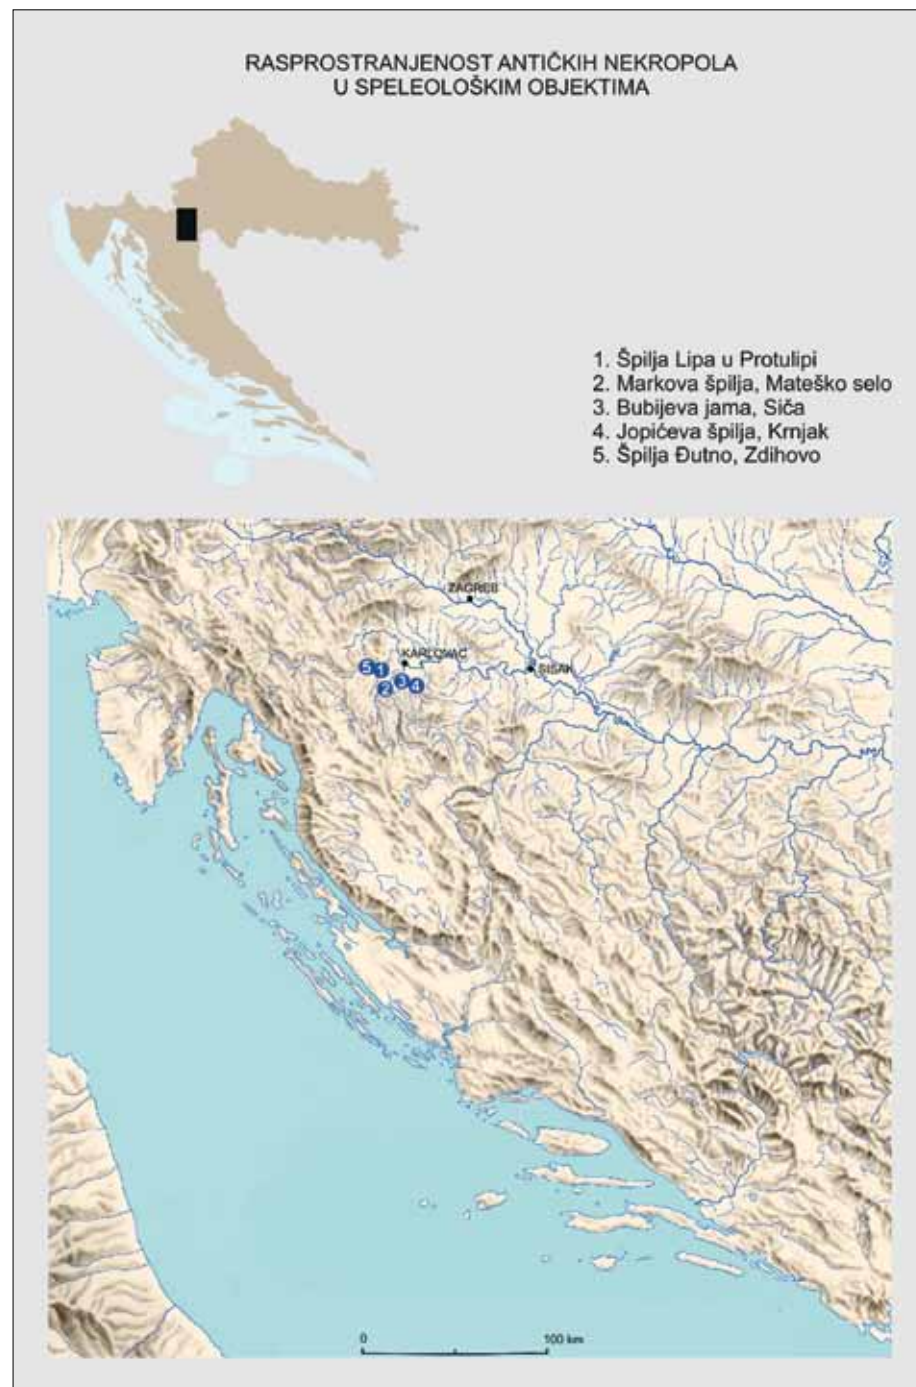 RASPROSTRANJENOST ANTIČKIH NEKROPOLA
U SPELEOLOŠKIM OBJEKTIMA
1. Špilja Lipa u Protulipi
2. Markova špilja, Mateško selo
3. Bubijeva jama, Siča
4. Jopićeva špilja, Krnjak
5. Špilja Đutno, Zdihovo
ZAGREB
KARLOVAC
SISAK
5 1 2 3 4
0 100 km